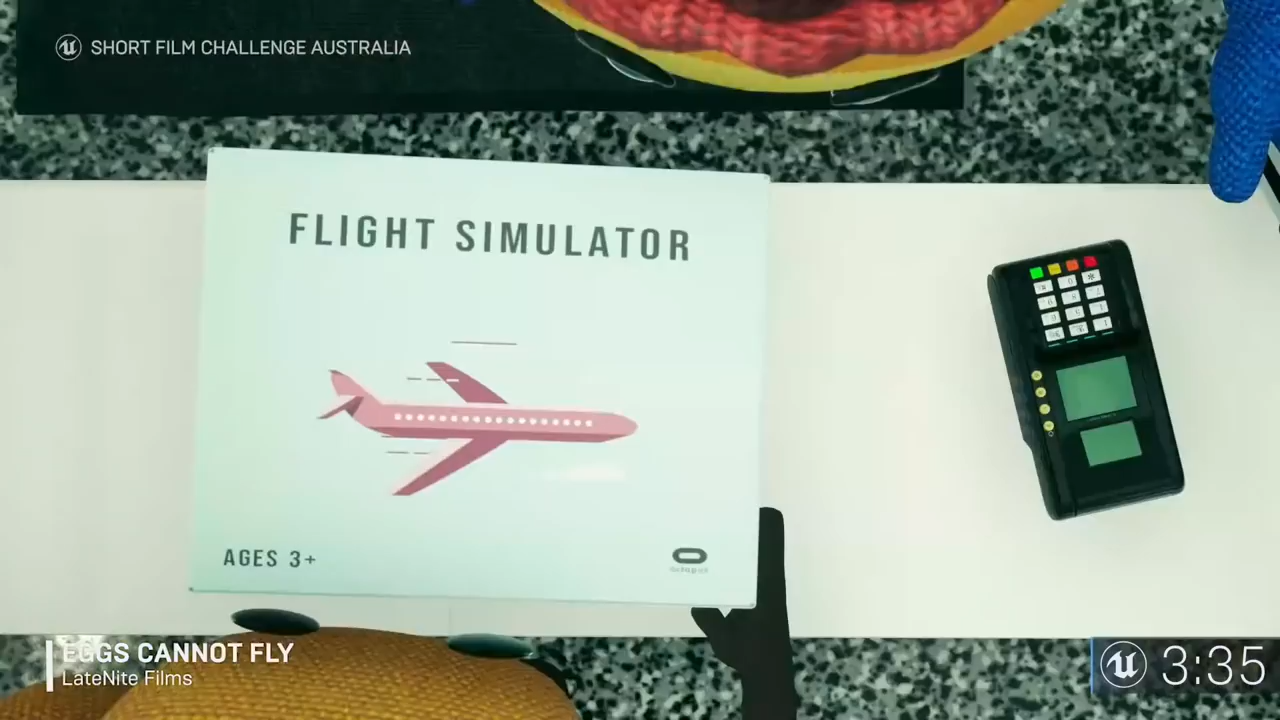 SHORT FILM CHALLENGE AUSTRALIA
FLIGHT SIMULATOR
AGES 3+
EGGS CANNOT FLY
LateNite Films
3:35